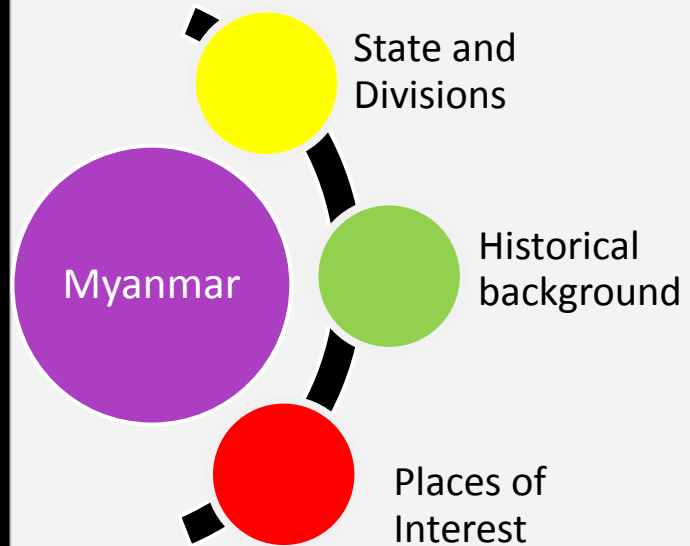 State and
Divisions
Myanmar
Historical
background
Places of
Interest